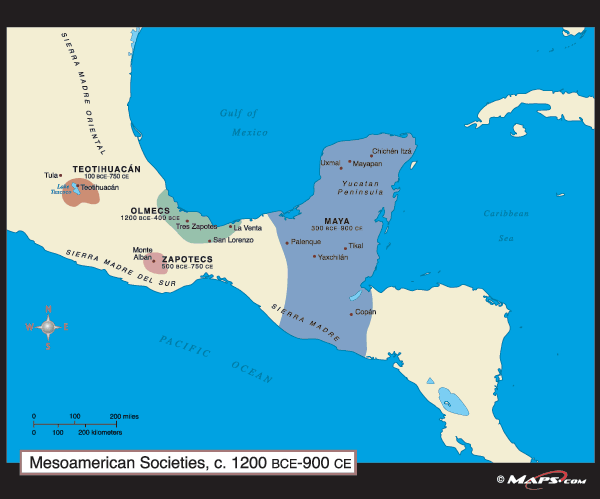 SIERRA MADRE ORIENTAL
Gulf of
Mexico
Chichén Itzá
Uxmal
Mayapan
TEOTIHUACÁN
100 BCE-750 CE
Tula
Lake
Texcoco
Teotihuacán
Yucatan
Peninsula
OLMECS
1200 BCE-400 BCE
Tres Zapotes
La Venta
San Lorenzo
MAYA
300 BCE-900 CE
Palenque
Tikal
Yaxchilán
Caribbean
Sea
Monte
Alban
ZAPOTECS
500 BCE-750 CE
SIERRA MADRE DEL SUR
SIERRA MADRE
Copán
N
W E
S
PACIFIC OCEAN
0 100 200 miles
0 100 200 kilometers
Mesoamerican Societies, c. 1200 BCE-900 CE
© MAPS.COM